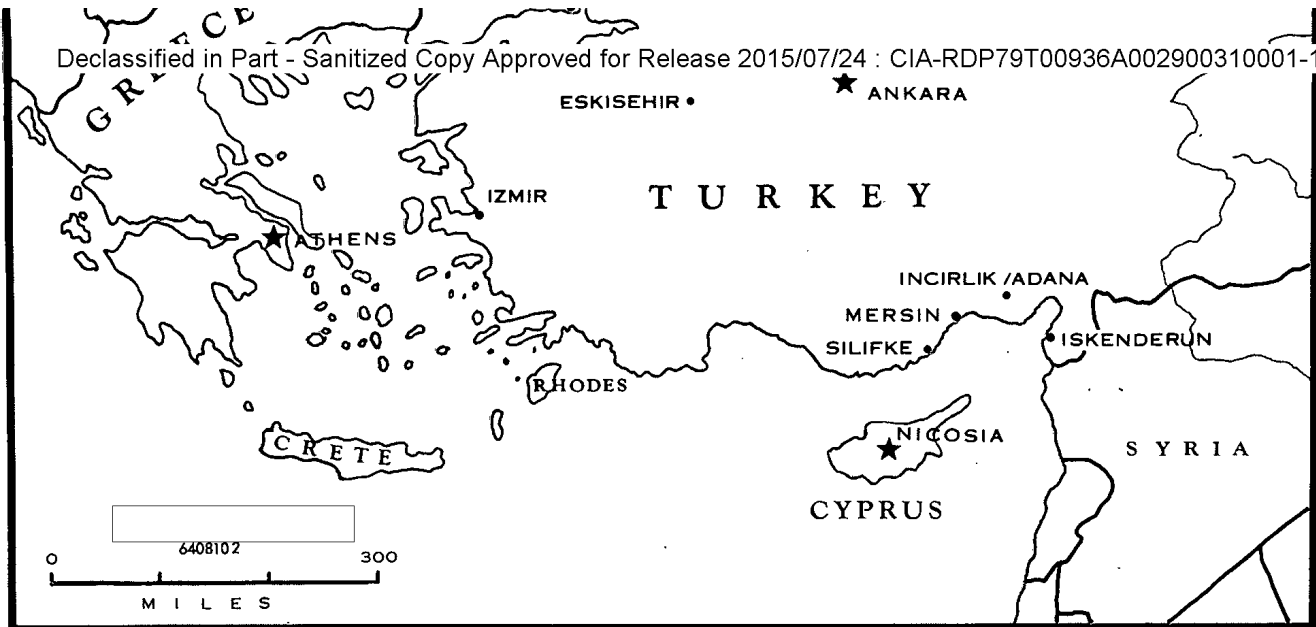 GREECE
Declassified in Part - Sanitized Copy Approved for Release 2015/07/24 : CIA-RDP79T00936A002900310001-1
ESKISEHIR
ANKARA
IZMIR
TURKEY
ATHENS
INCIRLIK/ADANA
MERSIN
SILIFKE
ISKENDERUN
RHODES
CRETE
NICOSIA
SYRIA
CYPRUS
6408102
0 300
MILES